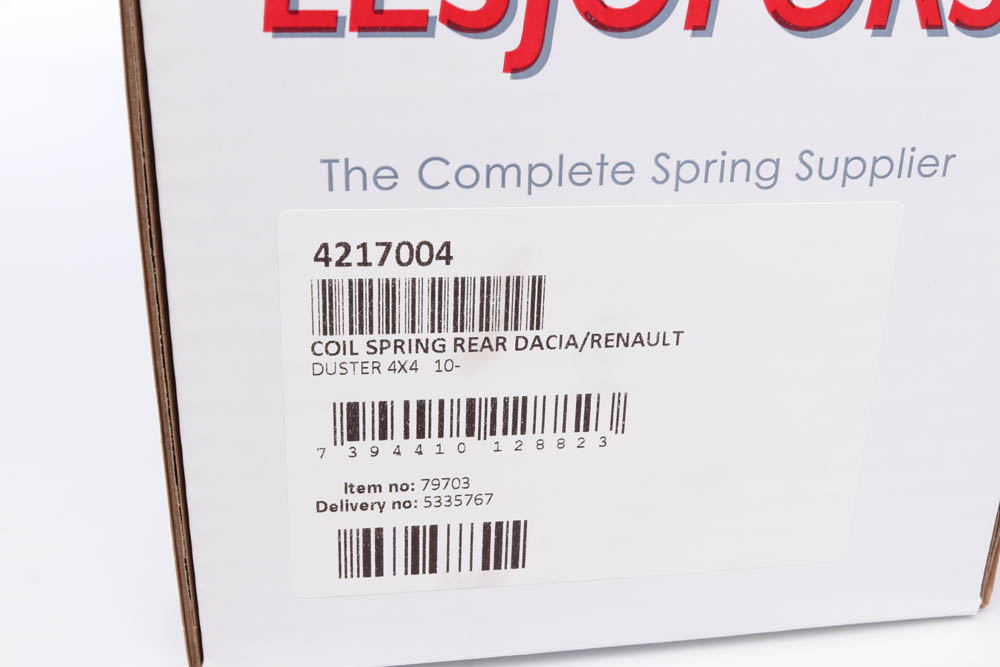 LESJÖFORS
The Complete Spring Supplier
4217004
COIL SPRING REAR DACIA/RENAULT
DUSTER 4X4 10-
7 394410 128823
Item no: 79703
Delivery no: 5335767